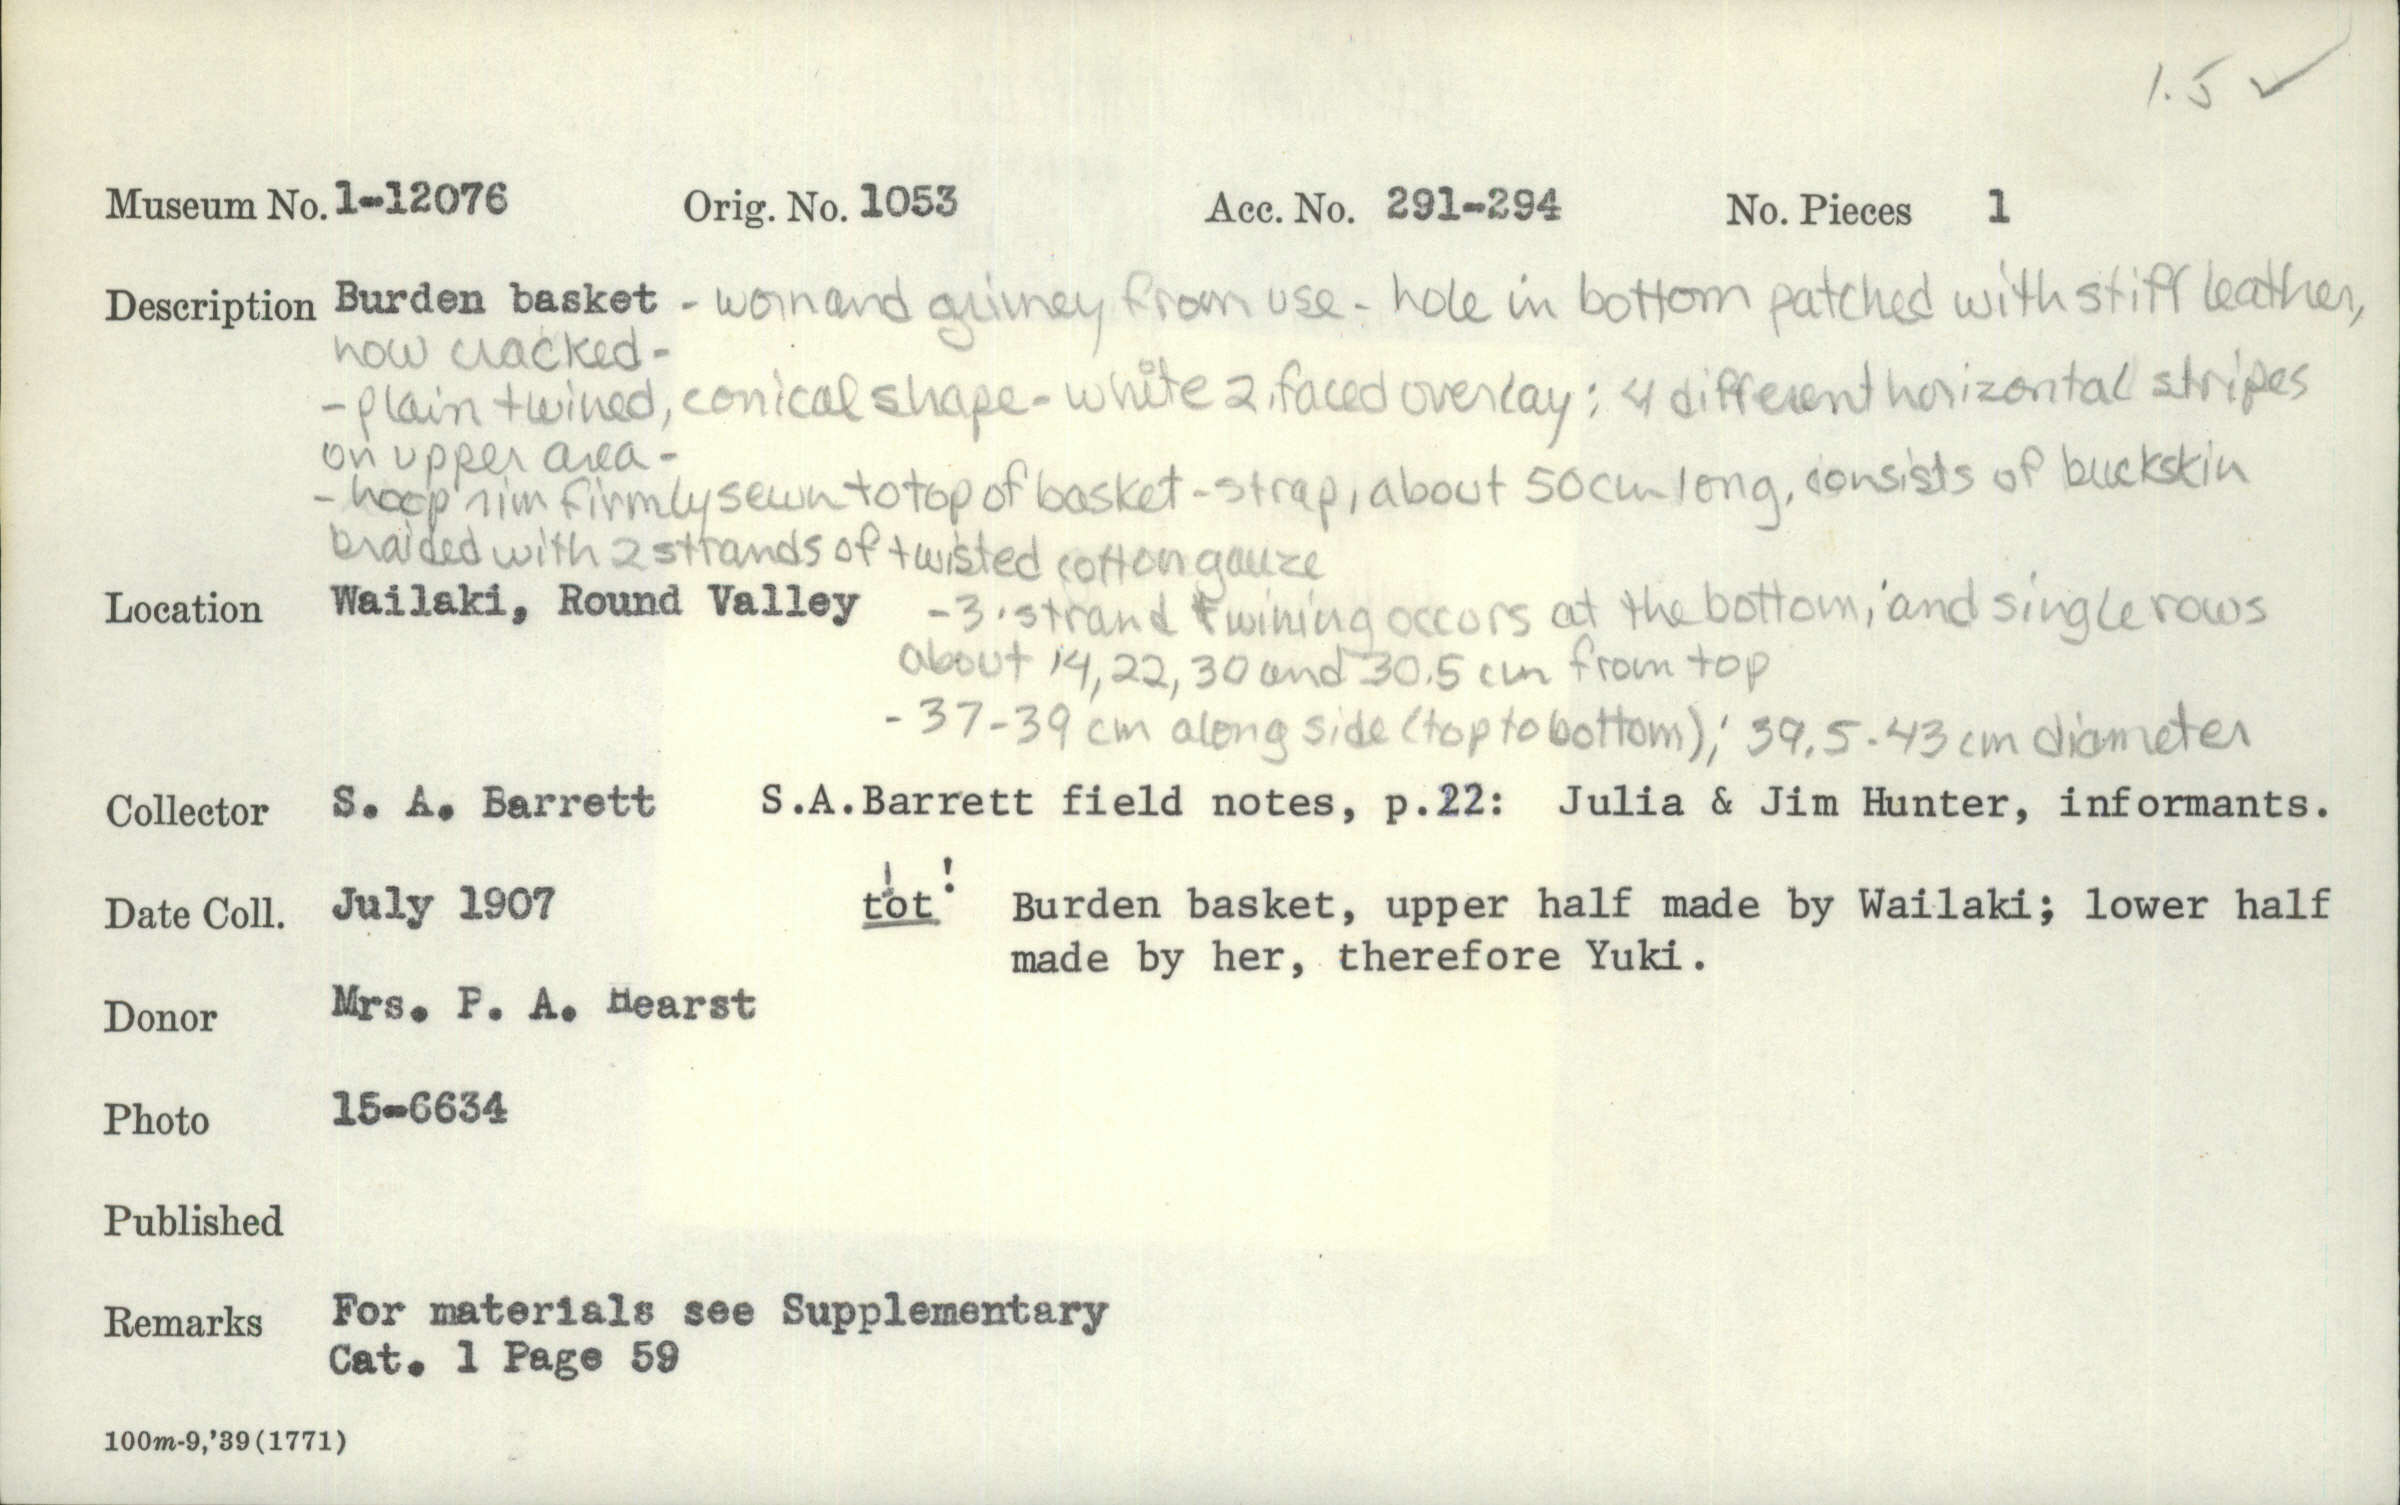 1.5 ✓
Museum No. 1-12076 Orig. No. 1053 Acc. No. 291-294 No. Pieces 1
Description Burden basket - worn and grimey from use - hole in bottom patched with stiff leather,
now cracked -
- plain twined, conical shape - white 2-faced overlay; 4 different horizontal stripes
on upper area -
- hoop rim firmly sewn to top of basket - strap, about 50 cm long, consists of buckskin
braided with 2 strands of twisted cotton gauze
Location Wailaki, Round Valley - 3-strand twining occurs at the bottom, and single rows
about 14, 22, 30 and 30.5 cm from top
- 37-39 cm along side (top to bottom); 39.5-43 cm diameter
Collector S. A. Barrett S.A.Barrett field notes, p.22: Julia & Jim Hunter, informants.
Date Coll. July 1907 t!ot! Burden basket, upper half made by Wailaki; lower half
made by her, therefore Yuki.
Donor Mrs. P. A. Hearst
Photo 15-6634
Published
Remarks For materials see Supplementary
Cat. 1 Page 59
100m-9,'39(1771)